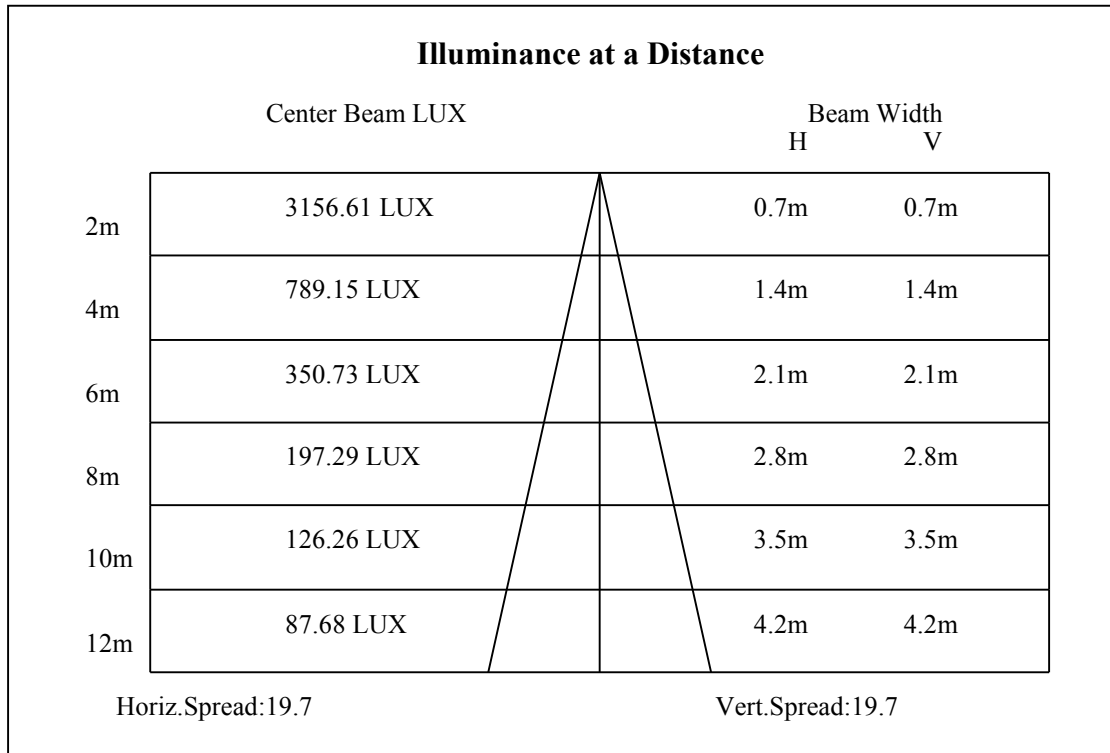 Illuminance at a Distance
Center Beam LUX Beam Width
H V
2m 3156.61 LUX 0.7m 0.7m
4m 789.15 LUX 1.4m 1.4m
6m 350.73 LUX 2.1m 2.1m
8m 197.29 LUX 2.8m 2.8m
10m 126.26 LUX 3.5m 3.5m
12m 87.68 LUX 4.2m 4.2m
Horiz.Spread:19.7 Vert.Spread:19.7